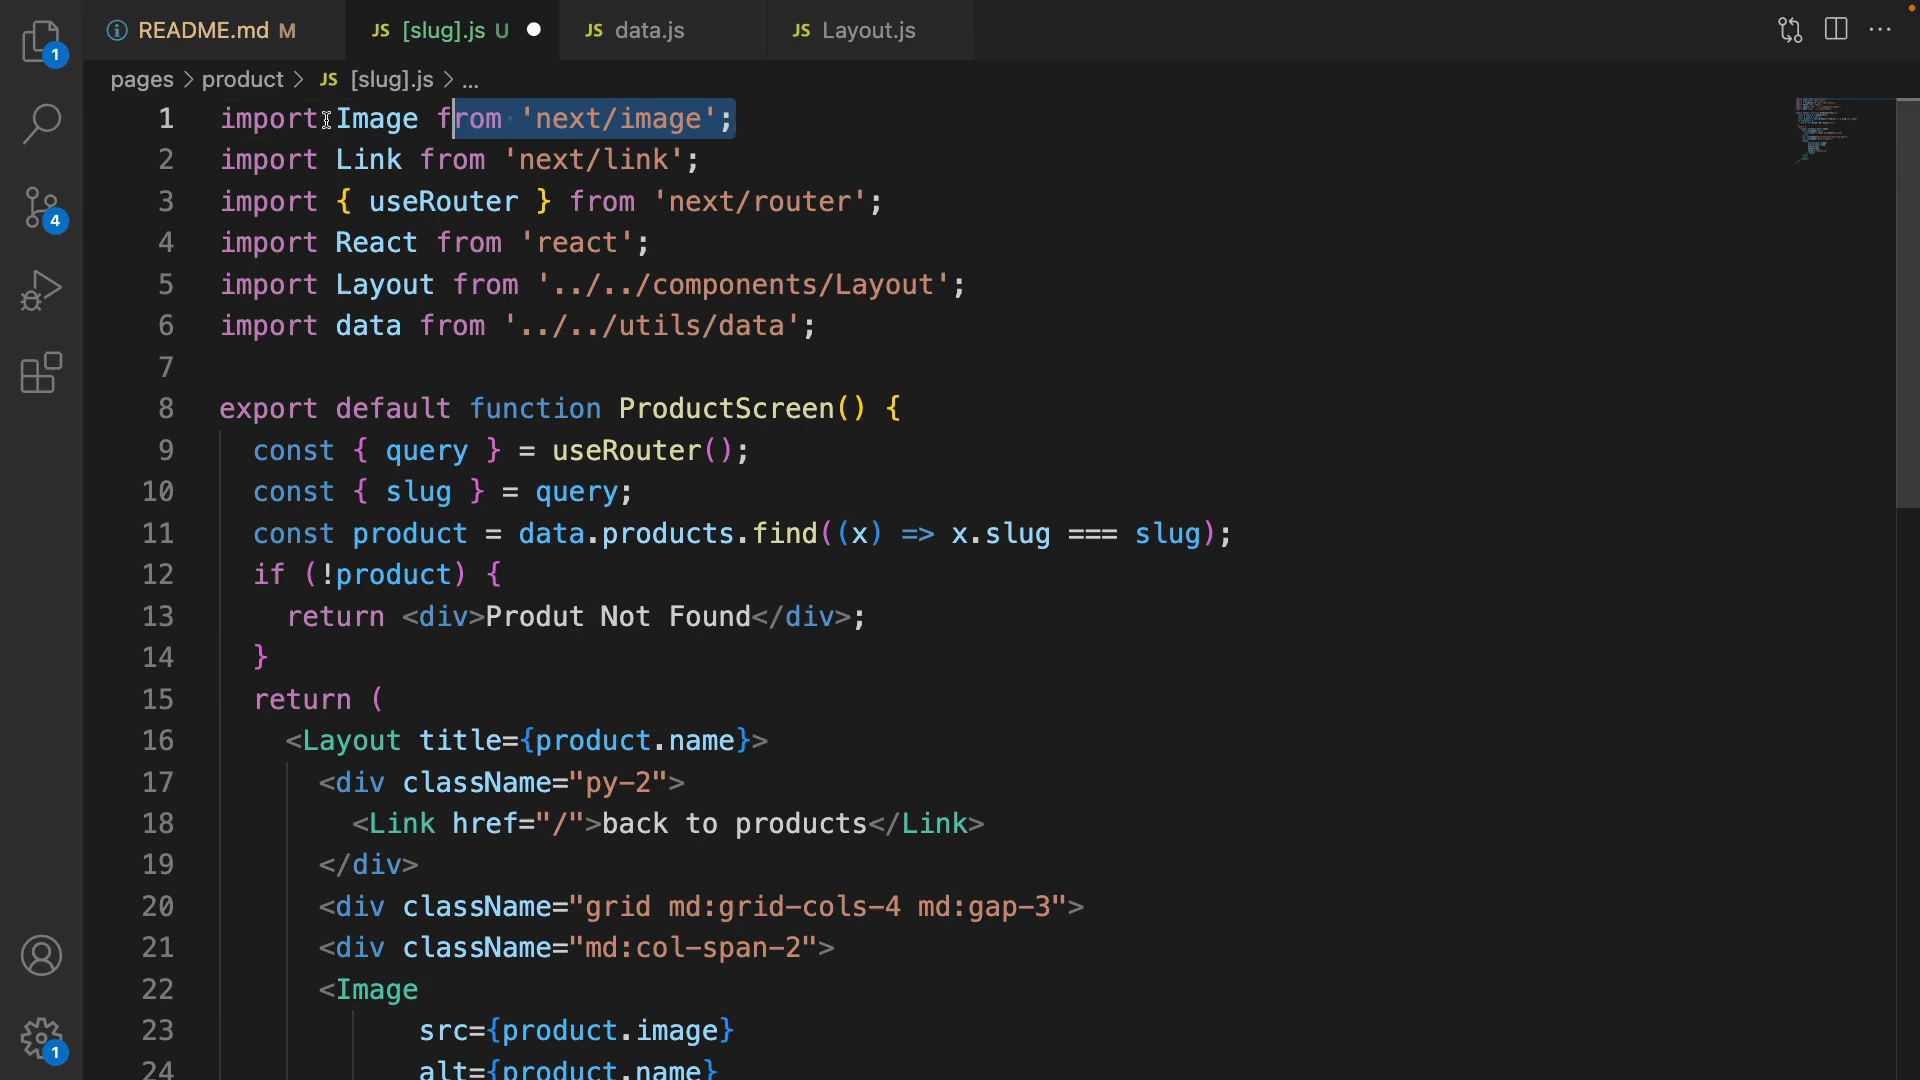 README.md M
JS [slug].js U
JS data.js
JS Layout.js
pages > product > JS [slug].js > ...
1 import Image from 'next/image';
2 import Link from 'next/link';
3 import { useRouter } from 'next/router';
4 import React from 'react';
5 import Layout from '../../components/Layout';
6 import data from '../../utils/data';
7
8 export default function ProductScreen() {
9 const { query } = useRouter();
10 const { slug } = query;
11 const product = data.products.find((x) => x.slug === slug);
12 if (!product) {
13 return <div>Produt Not Found</div>;
14 }
15 return (
16 <Layout title={product.name}>
17 <div className="py-2">
18 <Link href="/">back to products</Link>
19 </div>
20 <div className="grid md:grid-cols-4 md:gap-3">
21 <div className="md:col-span-2">
22 <Image
23 src={product.image}
24 alt={product.name}
1
4
1